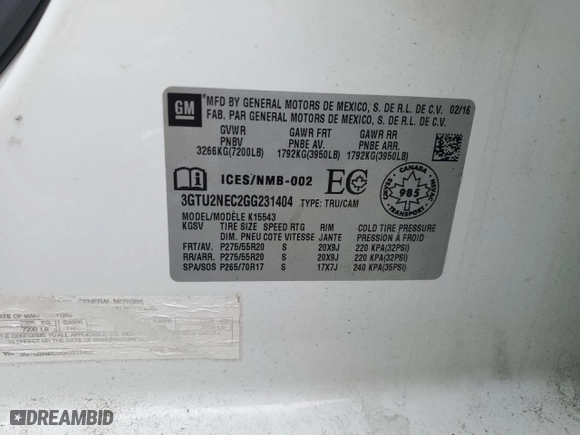 GM
*MFD BY GENERAL MOTORS DE MEXICO, S. DE R.L. DE C.V. 02/16
FAB. PAR GENERAL MOTORS DE MEXICO, S. DE R.L. DE C.V.
GVWR GAWR FRT GAWR RR
PNBV PNBE AV. PNBE ARR.
3266KG(7200LB) 1792KG(3950LB) 1792KG(3950LB)
ICES/NMB-002 EC CANADA CMVSS NSVAC 985
3GTU2NEC2GG231404 TYPE: TRU/CAM
MODEL/MODÈLE K15543
KGSV TIRE SIZE SPEED RTG RIM COLD TIRE PRESSURE
DIM. PNEU COTE VITESSE JANTE PRESSION À FROID
FRT/AV. P275/55R20 S 20X9J 220 KPA(32PSI)
RR/ARR. P275/55R20 S 20X9J 220 KPA(32PSI)
SPA/SOS P265/70R17 S 17X7J 240 KPA(35PSI)
GENERAL MOTORS
7200 LB
DREAMBID